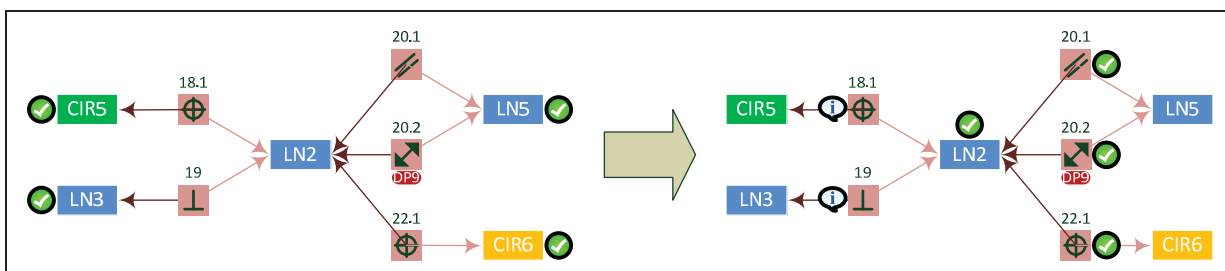 20.1
18.1
CIR5
LN5
20.2
LN2
DP9
19
LN3
22.1
CIR6
20.1
18.1
CIR5
i
LN5
20.2
LN2
DP9
19
LN3
i
22.1
CIR6